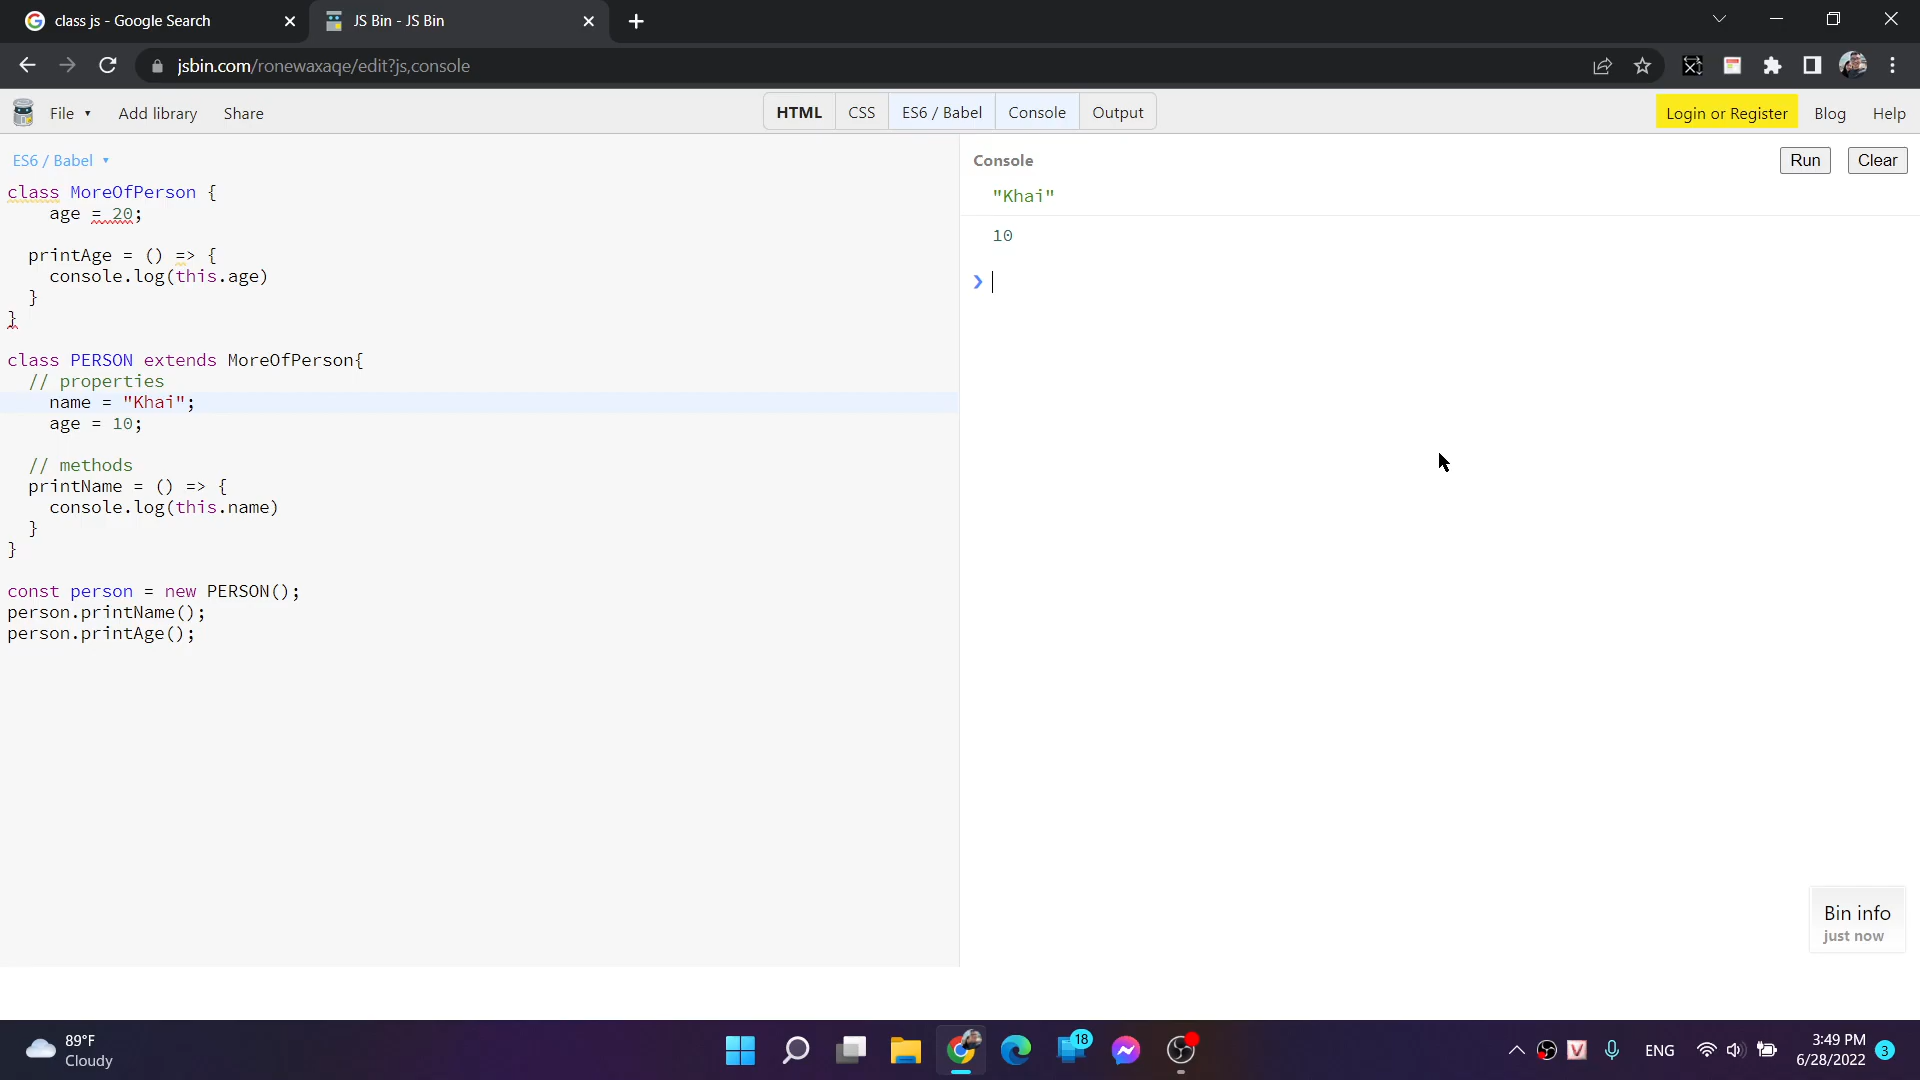 class js - Google Search
JS Bin - JS Bin
jsbin.com/ronewaxaqe/edit?js,console
File
Add library
Share
HTML
CSS
ES6 / Babel
Console
Output
Login or Register
Blog
Help
ES6 / Babel
class MoreOfPerson {
age = 20;
printAge = () => {
console.log(this.age)
}
}
class PERSON extends MoreOfPerson{
// properties
name = "Khai";
age = 10;
// methods
printName = () => {
console.log(this.name)
}
}
const person = new PERSON();
person.printName();
person.printAge();
Console
Run
Clear
"Khai"
10
Bin info
just now
89°F
Cloudy
18
V
ENG
3:49 PM
6/28/2022
3